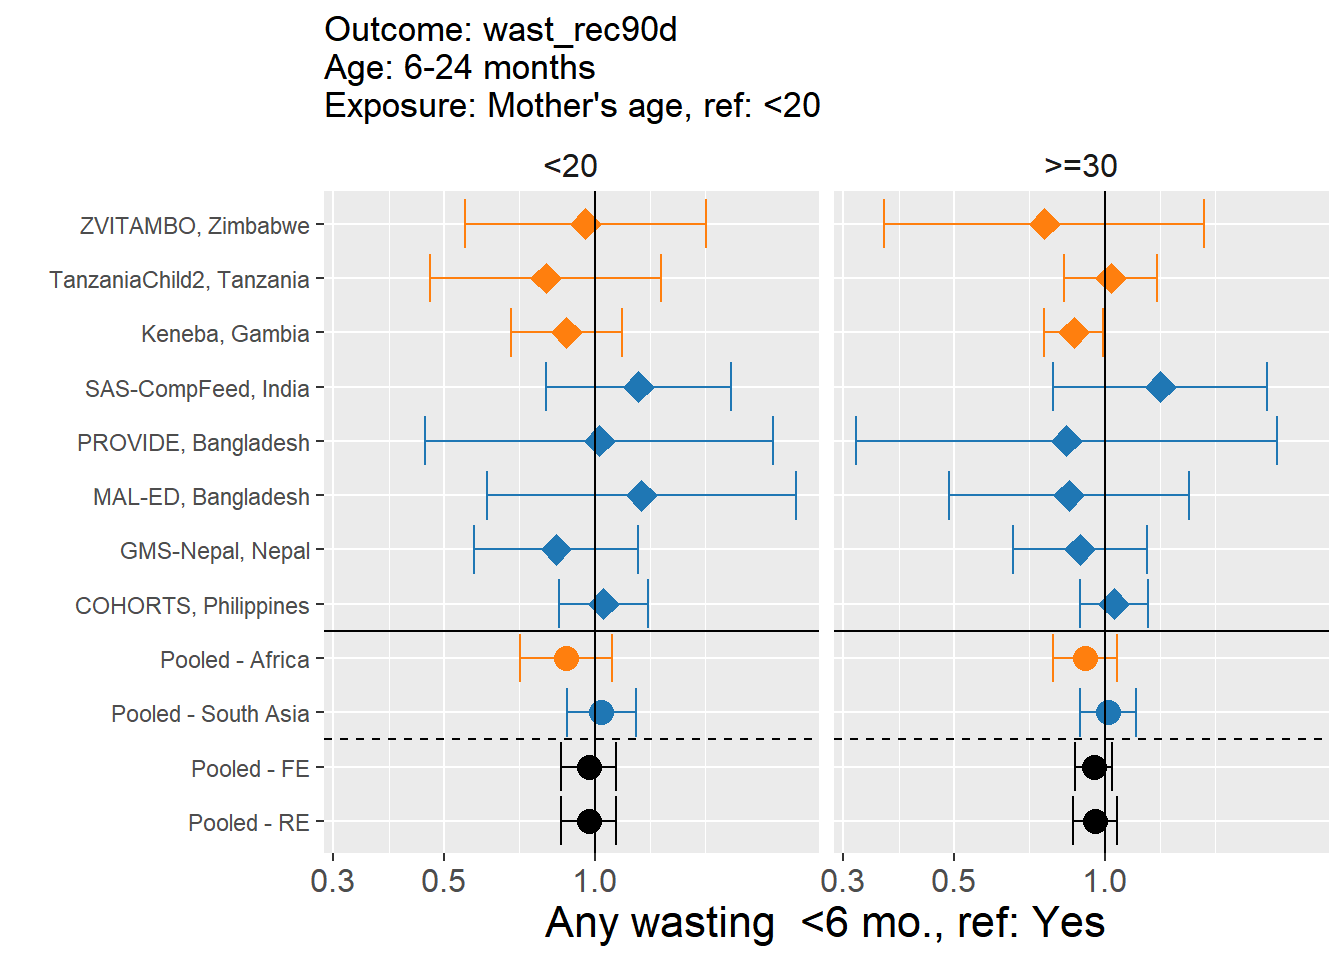 Outcome: wast_rec90d
Age: 6-24 months
Exposure: Mother's age, ref: <20
<20
>=30
ZVITAMBO, Zimbabwe
TanzaniaChild2, Tanzania
Keneba, Gambia
SAS-CompFeed, India
PROVIDE, Bangladesh
MAL-ED, Bangladesh
GMS-Nepal, Nepal
COHORTS, Philippines
Pooled - Africa
Pooled - South Asia
Pooled - FE
Pooled - RE
0.3 0.5 1.0 0.3 0.5 1.0
Any wasting  <6 mo., ref: Yes